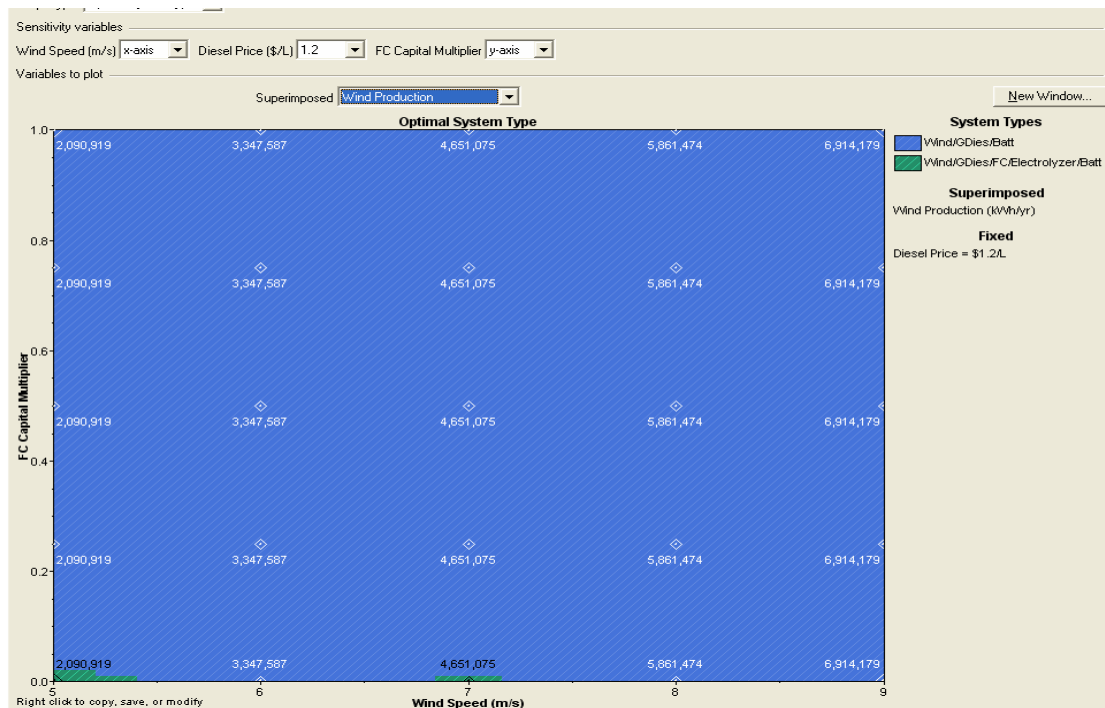 Sensitivity variables
Wind Speed (m/s) x-axis Diesel Price ($/L) 1.2 FC Capital Multiplier y-axis
Variables to plot
Superimposed Wind Production New Window...
Optimal System Type
System Types
Wind/GDies/Batt
Wind/GDies/FC/Electrolyzer/Batt
Superimposed
Wind Production (kWh/yr)
Fixed
Diesel Price = $1.2/L
FC Capital Multiplier
1.0
2,090,919 3,347,587 4,651,075 5,861,474 6,914,179
0.8
2,090,919 3,347,587 4,651,075 5,861,474 6,914,179
0.6
2,090,919 3,347,587 4,651,075 5,861,474 6,914,179
0.4
2,090,919 3,347,587 4,651,075 5,861,474 6,914,179
0.2
2,090,919 3,347,587 4,651,075 5,861,474 6,914,179
0.0
5 6 7 8 9
Right click to copy, save, or modify
Wind Speed (m/s)